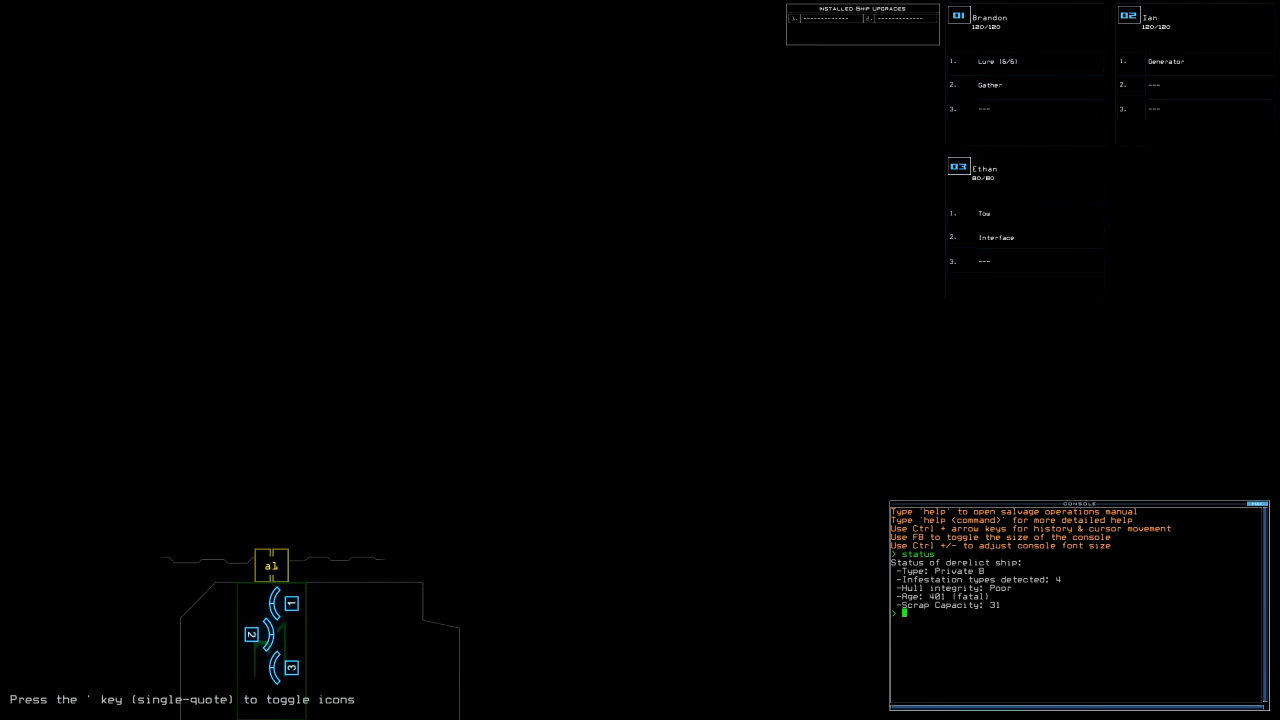 INSTALLED SHIP UPGRADES
1. ------------- 2. -------------
01 Brandon
120/120
1. Lure (6/6)
2. Gather
3. ---
02 Ian
120/120
1. Generator
2. ---
3. ---
03 Ethan
80/80
1. Tow
2. Interface
3. ---
CONSOLE
Type 'help' to open salvage operations manual
Type 'help <command>' for more detailed help
Use Ctrl + arrow keys for history & cursor movement
Use F8 to toggle the size of the console
Use Ctrl +/- to adjust console font size
> status
Status of derelict ship:
-Type: Private B
-Infestation types detected: 4
-Hull integrity: Poor
-Age: 401 (fatal)
-Scrap Capacity: 31
>
a1
1
2
3
Press the ' key (single-quote) to toggle icons